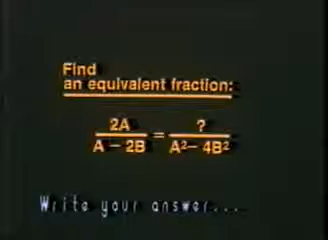 Find
an equivalent fraction:
2A/A − 2B = ?/A² − 4B²
Write your answer....